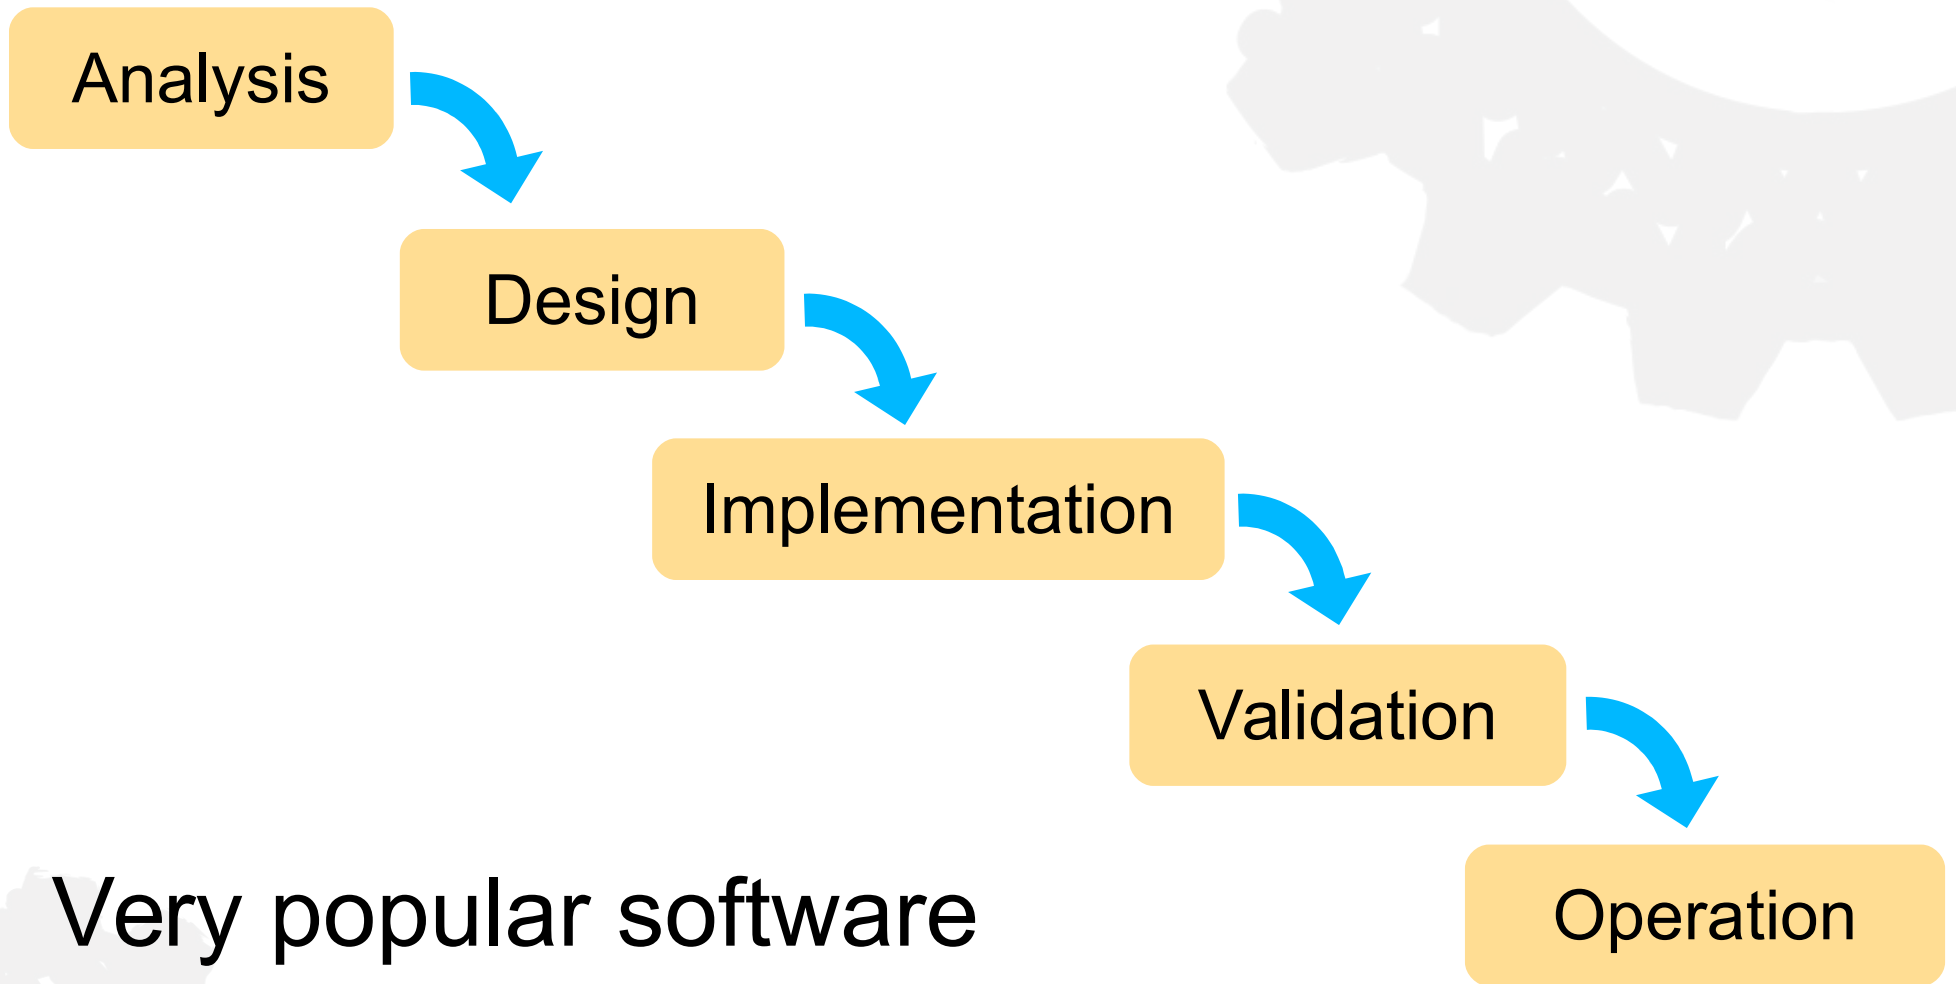 Analysis
Design
Implementation
Validation
Operation
Very popular software